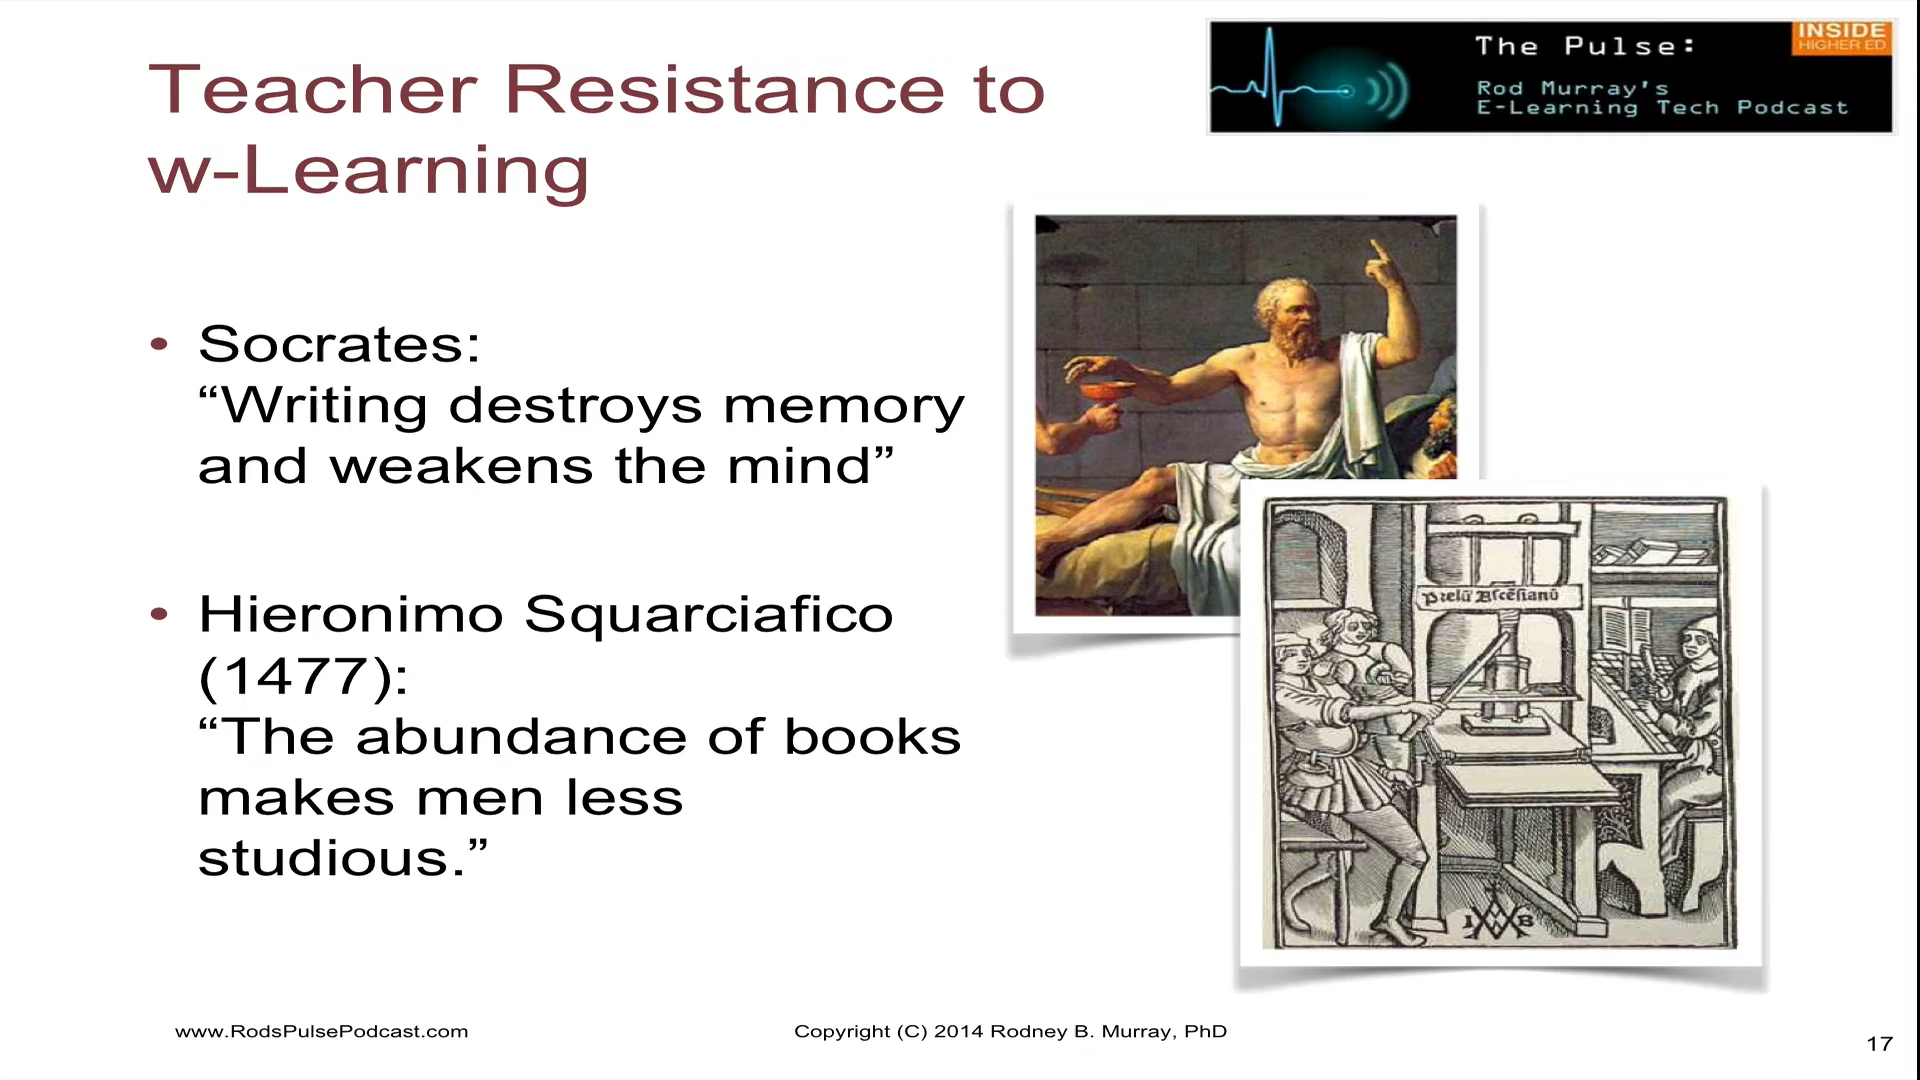 Teacher Resistance to
w-Learning
The Pulse:
INSIDE
HIGHER ED
Rod Murray's
E-Learning Tech Podcast
• Socrates:
“Writing destroys memory
and weakens the mind”
• Hieronimo Squarciafico
(1477):
“The abundance of books
makes men less
studious.”
Prelū Aſcēſianū
I B
www.RodsPulsePodcast.com
Copyright (C) 2014 Rodney B. Murray, PhD
17